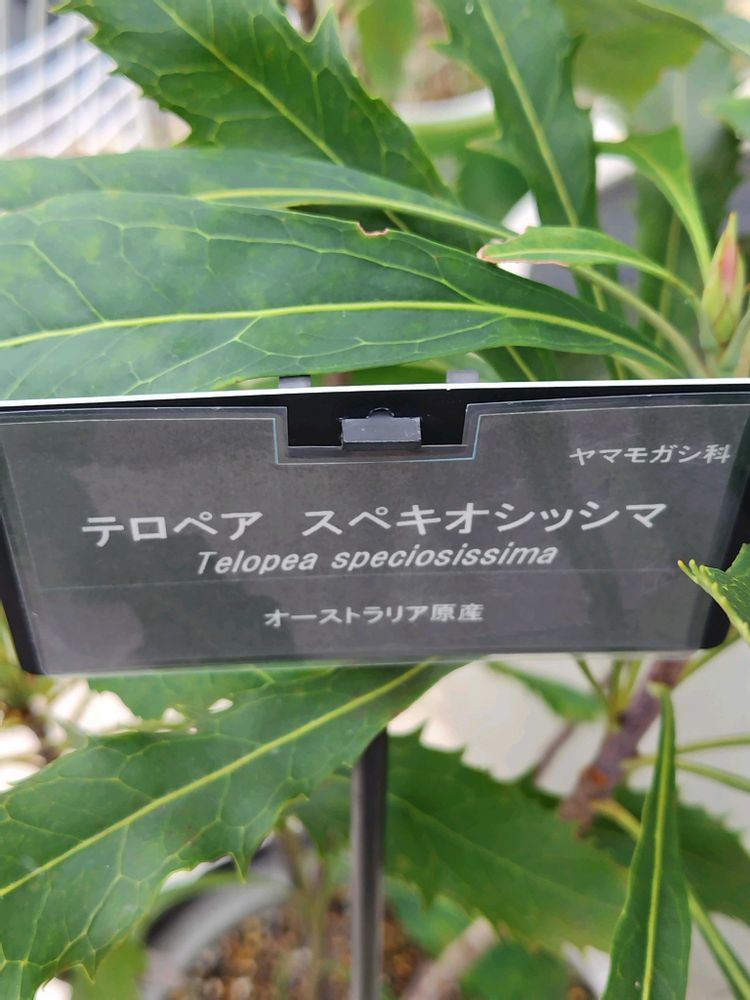 ヤマモガシ科
テロペア　スペキオシッシマ
Telopea speciosissima
オーストラリア原産